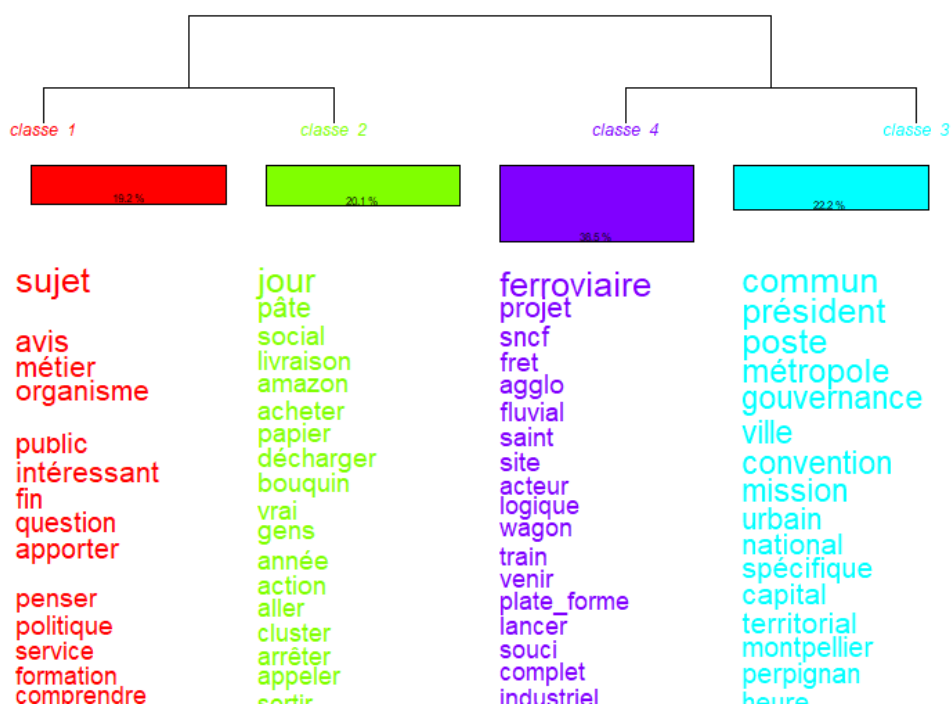 classe 1
classe 2
classe 4
classe 3
19.2 %
20.1 %
38.5 %
22.2 %
sujet
avis
métier
organisme
public
intéressant
fin
question
apporter
penser
politique
service
formation
comprendre
jour
pâte
social
livraison
amazon
acheter
papier
décharger
bouquin
vrai
gens
année
action
aller
cluster
arrêter
appeler
sortir
ferroviaire
projet
sncf
fret
agglo
fluvial
saint
site
acteur
logique
wagon
train
venir
plate_forme
lancer
souci
complet
industriel
commun
président
poste
métropole
gouvernance
ville
convention
mission
urbain
national
spécifique
capital
territorial
montpellier
perpignan
heure